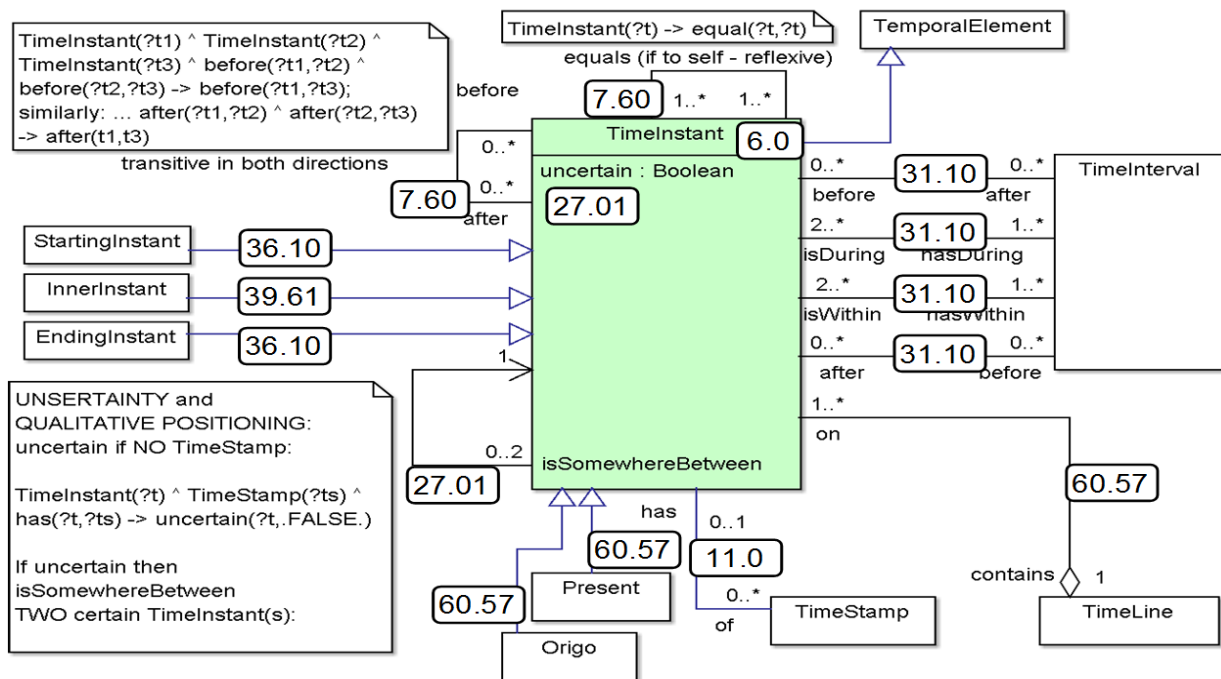 TimeInstant(?t1) ^ TimeInstant(?t2) ^
TimeInstant(?t3) ^ before(?t1,?t2) ^
before(?t2,?t3) -> before(?t1,?t3);
similarly: ... after(?t1,?t2) ^ after(?t2,?t3)
-> after(t1,t3)
transitive in both directions
TimeInstant(?t) -> equal(?t,?t)
equals (if to self - reflexive)
TemporalElement
before
7.60
1..*
1..*
TimeInstant
6.0
0..*
0..*
7.60
after
uncertain : Boolean
27.01
0..*
31.10
0..*
before
after
TimeInterval
2..*
31.10
1..*
isDuring
hasDuring
2..*
31.10
1..*
isWithin
hasWithin
0..*
31.10
0..*
after
before
StartingInstant
36.10
InnerInstant
39.61
EndingInstant
36.10
1
0..2
27.01
isSomewhereBetween
1..*
on
60.57
contains
1
TimeLine
UNSERTAINTY and
QUALITATIVE POSITIONING:
uncertain if NO TimeStamp:
TimeInstant(?t) ^ TimeStamp(?ts) ^
has(?t,?ts) -> uncertain(?t,.FALSE.)
If uncertain then
isSomewhereBetween
TWO certain TimeInstant(s):
has
0..1
60.57
11.0
Present
60.57
0..*
of
TimeStamp
Origo